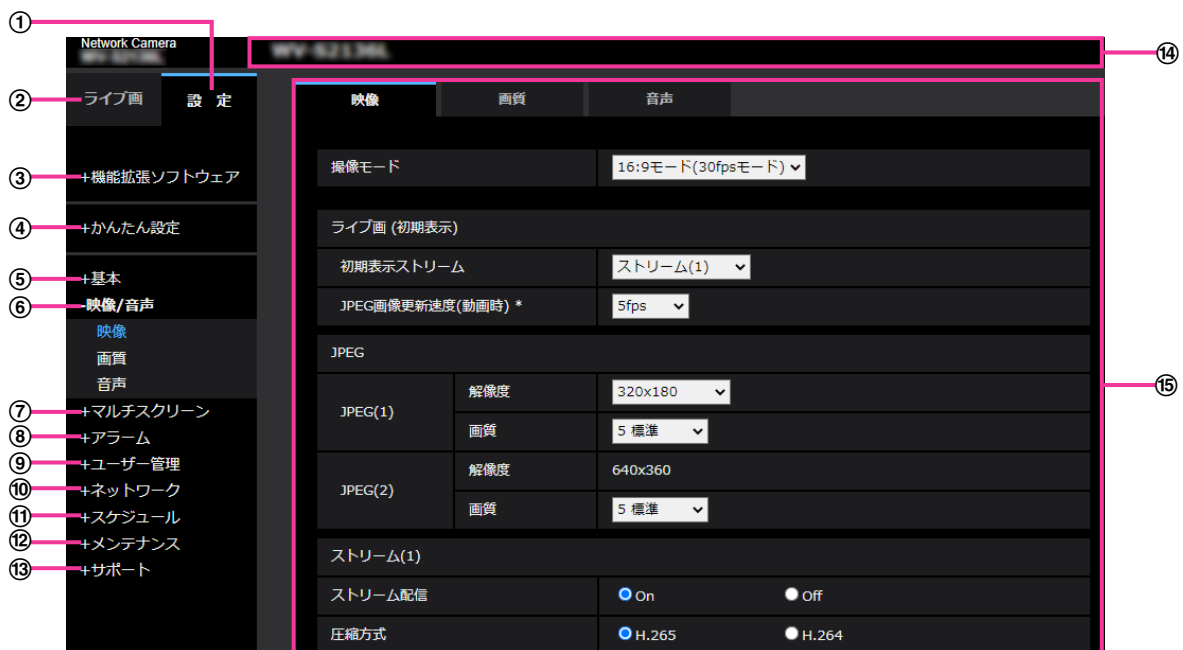 ①
Network Camera
⑭
② ライブ画 設 定
映像 画質 音声
撮像モード 16:9モード(30fpsモード)
③ +機能拡張ソフトウェア
④ +かんたん設定
ライブ画 (初期表示)
初期表示ストリーム ストリーム(1)
⑤ +基本
⑥ -映像/音声
JPEG画像更新速度(動画時) * 5fps
映像
画質
音声
JPEG
⑮
JPEG(1) 解像度 320x180
画質 5 標準
⑦ +マルチスクリーン
⑧ +アラーム
⑨ +ユーザー管理
⑩ +ネットワーク
⑪ +スケジュール
⑫ +メンテナンス
⑬ +サポート
JPEG(2) 解像度 640x360
画質 5 標準
ストリーム(1)
ストリーム配信 On Off
圧縮方式 H.265 H.264